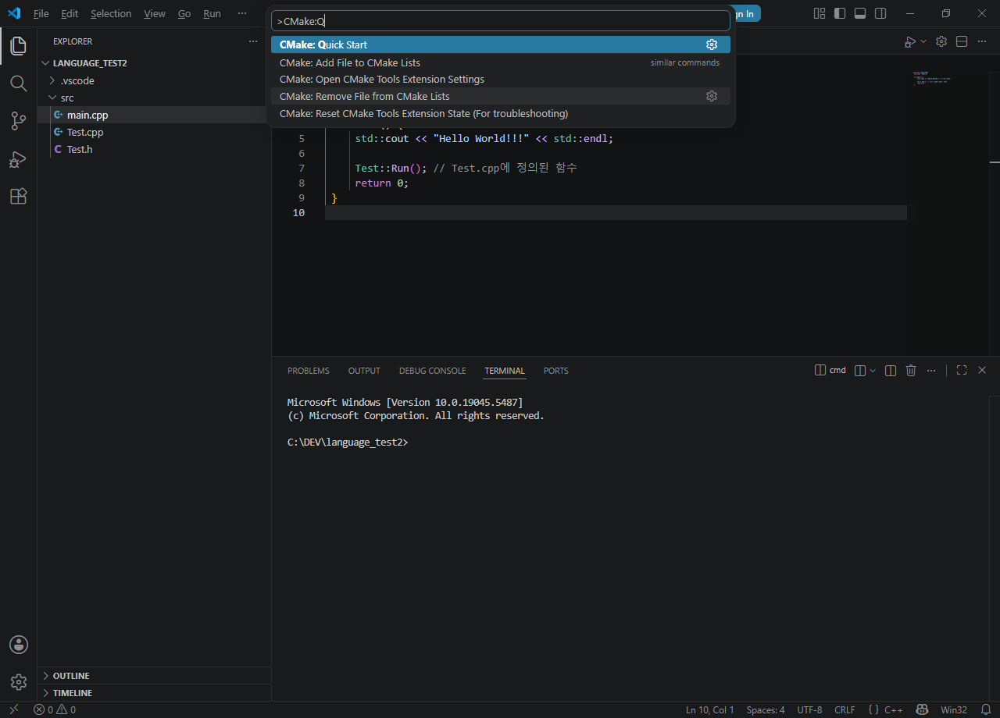 File Edit Selection View Go Run ···
>CMake:Q
n In
CMake: Quick Start
CMake: Add File to CMake Lists similar commands
CMake: Open CMake Tools Extension Settings
CMake: Remove File from CMake Lists
CMake: Reset CMake Tools Extension State (For troubleshooting)
EXPLORER ···
LANGUAGE_TEST2
.vscode
src
main.cpp
Test.cpp
Test.h
OUTLINE
TIMELINE
5 std::cout << "Hello World!!!" << std::endl;
6
7 Test::Run(); // Test.cpp에 정의된 함수
8 return 0;
9 }
10
PROBLEMS OUTPUT DEBUG CONSOLE TERMINAL PORTS cmd
Microsoft Windows [Version 10.0.19045.5487]
(c) Microsoft Corporation. All rights reserved.
C:\DEV\language_test2>
0 0 Ln 10, Col 1 Spaces: 4 UTF-8 CRLF { } C++ Win32